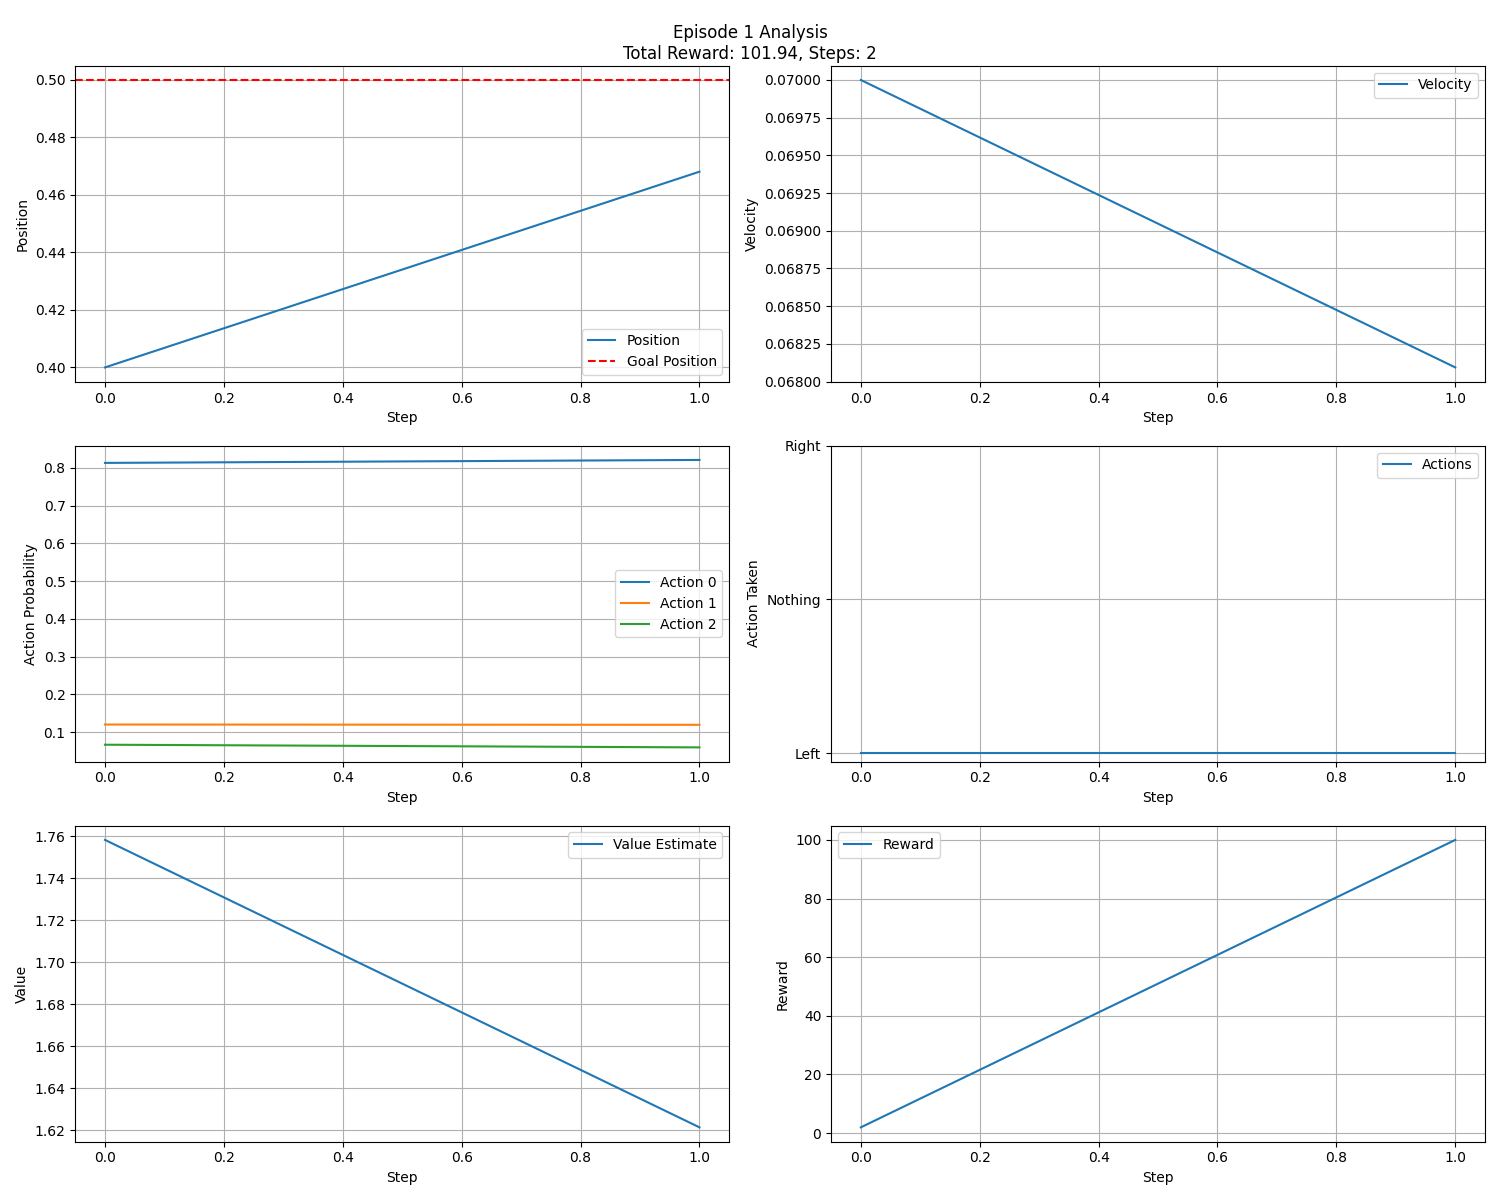 Episode 1 Analysis
Total Reward: 101.94, Steps: 2
0.50
0.48
0.46
0.44
0.42
0.40
Position
Position
Goal Position
0.0 0.2 0.4 0.6 0.8 1.0
Step
0.07000
0.06975
0.06950
0.06925
0.06900
0.06875
0.06850
0.06825
0.06800
Velocity
Velocity
0.0 0.2 0.4 0.6 0.8 1.0
Step
0.8
0.7
0.6
0.5
0.4
0.3
0.2
0.1
Action Probability
Action 0
Action 1
Action 2
0.0 0.2 0.4 0.6 0.8 1.0
Step
Right
Nothing
Left
Action Taken
Actions
0.0 0.2 0.4 0.6 0.8 1.0
Step
1.76
1.74
1.72
1.70
1.68
1.66
1.64
1.62
Value
Value Estimate
0.0 0.2 0.4 0.6 0.8 1.0
Step
100
80
60
40
20
0
Reward
Reward
0.0 0.2 0.4 0.6 0.8 1.0
Step